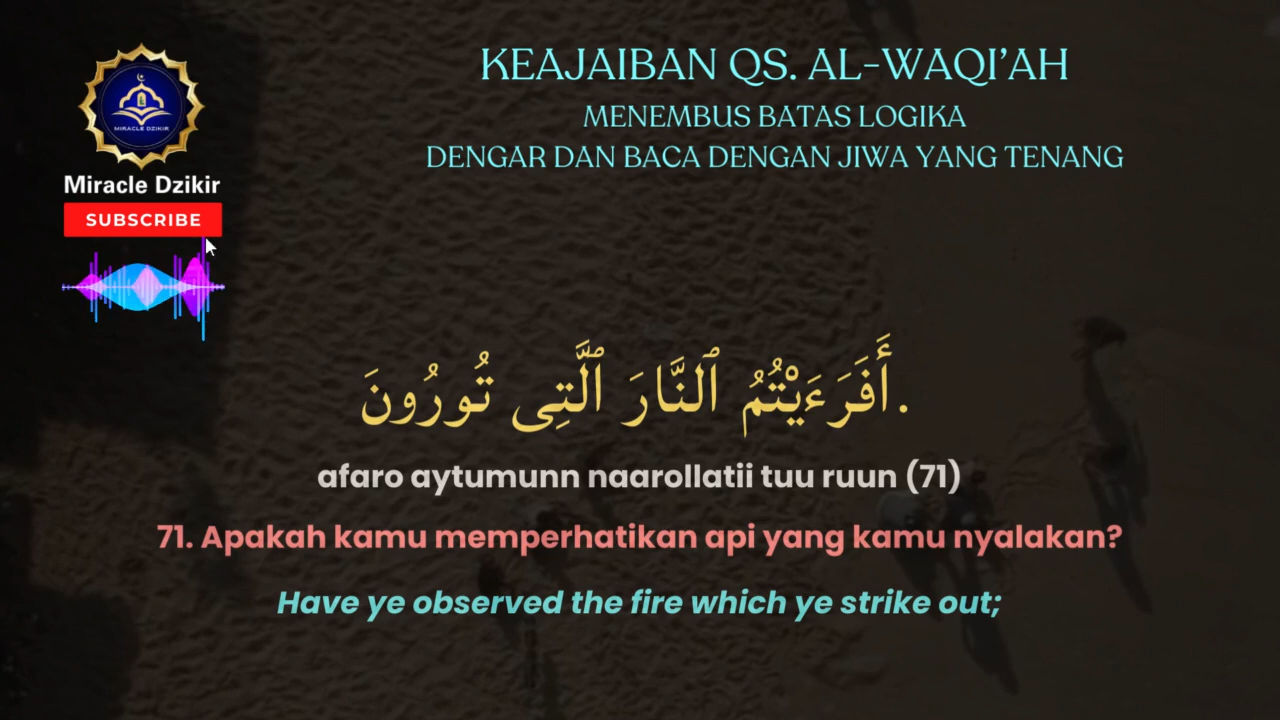 KEAJAIBAN QS. AL-WAQI'AH
MENEMBUS BATAS LOGIKA
DENGAR DAN BACA DENGAN JIWA YANG TENANG
MIRACLE DZIKIR
Miracle Dzikir
SUBSCRIBE
أَفَرَءَيْتُمُ ٱلنَّارَ ٱلَّتِى تُورُونَ.
afaro aytumunn naarollatii tuu ruun (71)
71. Apakah kamu memperhatikan api yang kamu nyalakan?
Have ye observed the fire which ye strike out;